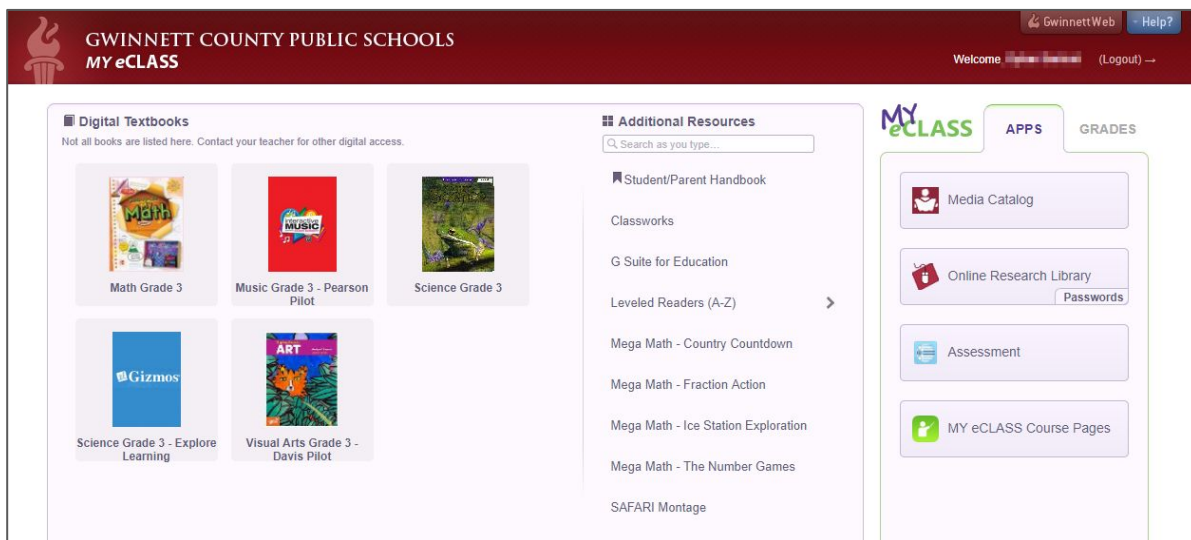 GwinnettWeb
Help?
GWINNETT COUNTY PUBLIC SCHOOLS
MY eCLASS
Welcome
(Logout) →
Digital Textbooks
Not all books are listed here. Contact your teacher for other digital access.
Math
Math Grade 3
interactive
MUSIC
Music Grade 3 - Pearson
Pilot
Science Grade 3
Gizmos
Science Grade 3 - Explore
Learning
ART
Visual Arts Grade 3 -
Davis Pilot
Additional Resources
Search as you type...
Student/Parent Handbook
Classworks
G Suite for Education
Leveled Readers (A-Z)
Mega Math - Country Countdown
Mega Math - Fraction Action
Mega Math - Ice Station Exploration
Mega Math - The Number Games
SAFARI Montage
MY eCLASS
APPS
GRADES
Media Catalog
Online Research Library
Passwords
Assessment
MY eCLASS Course Pages